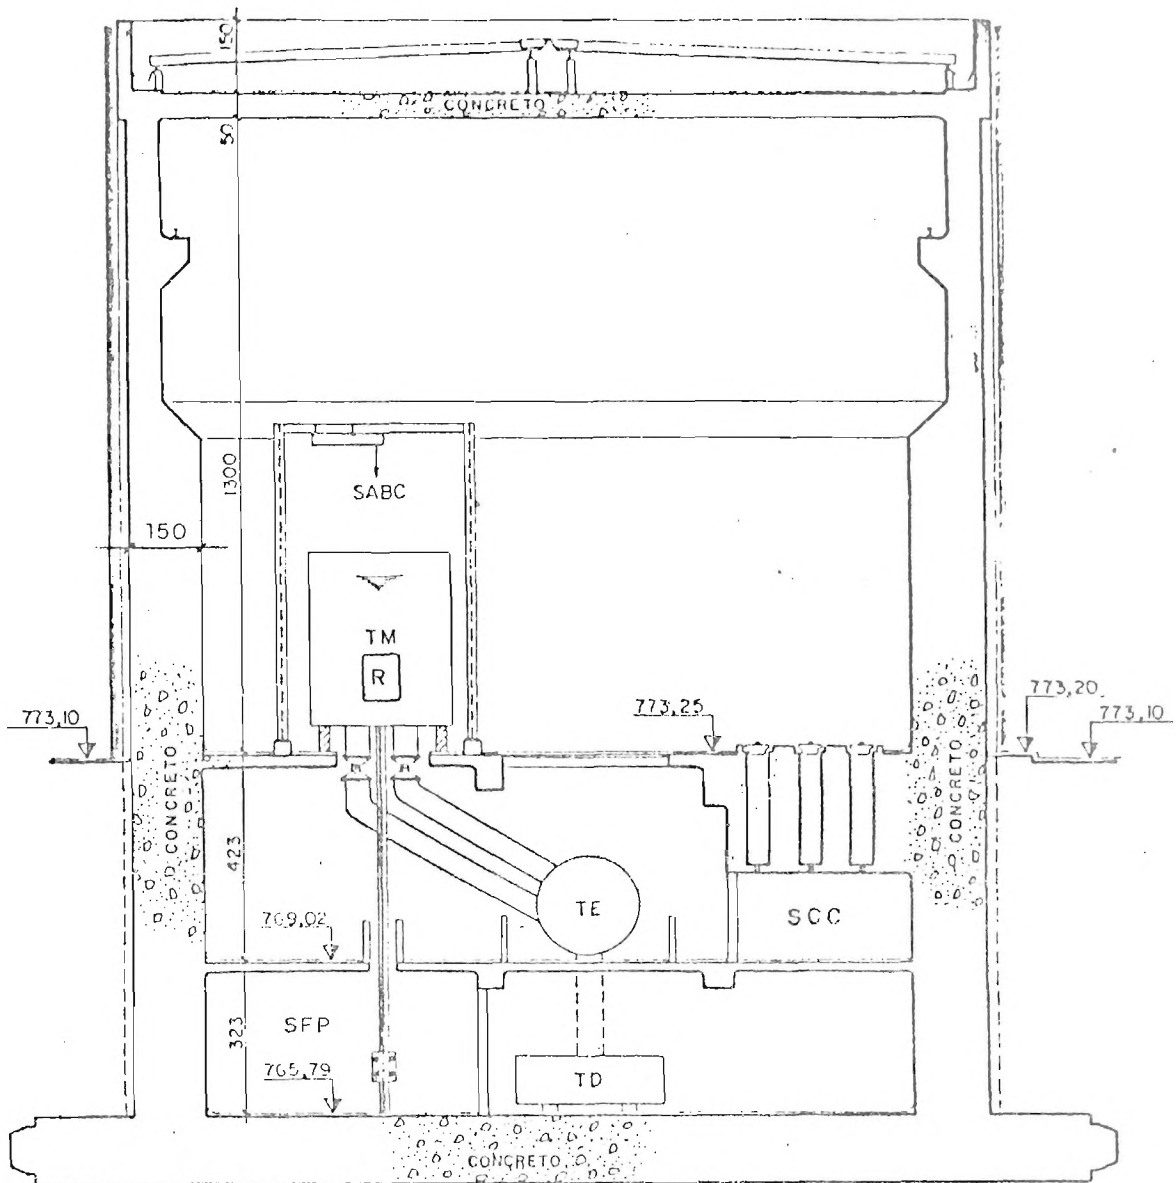 150
CONCRETO
50
1300
SABC
150
TM
R
773,10
773,25
773,20
773,10
CONCRETO
CONCRETO
423
TE
SCC
769,02
323
SFP
765,79
TD
CONCRETO